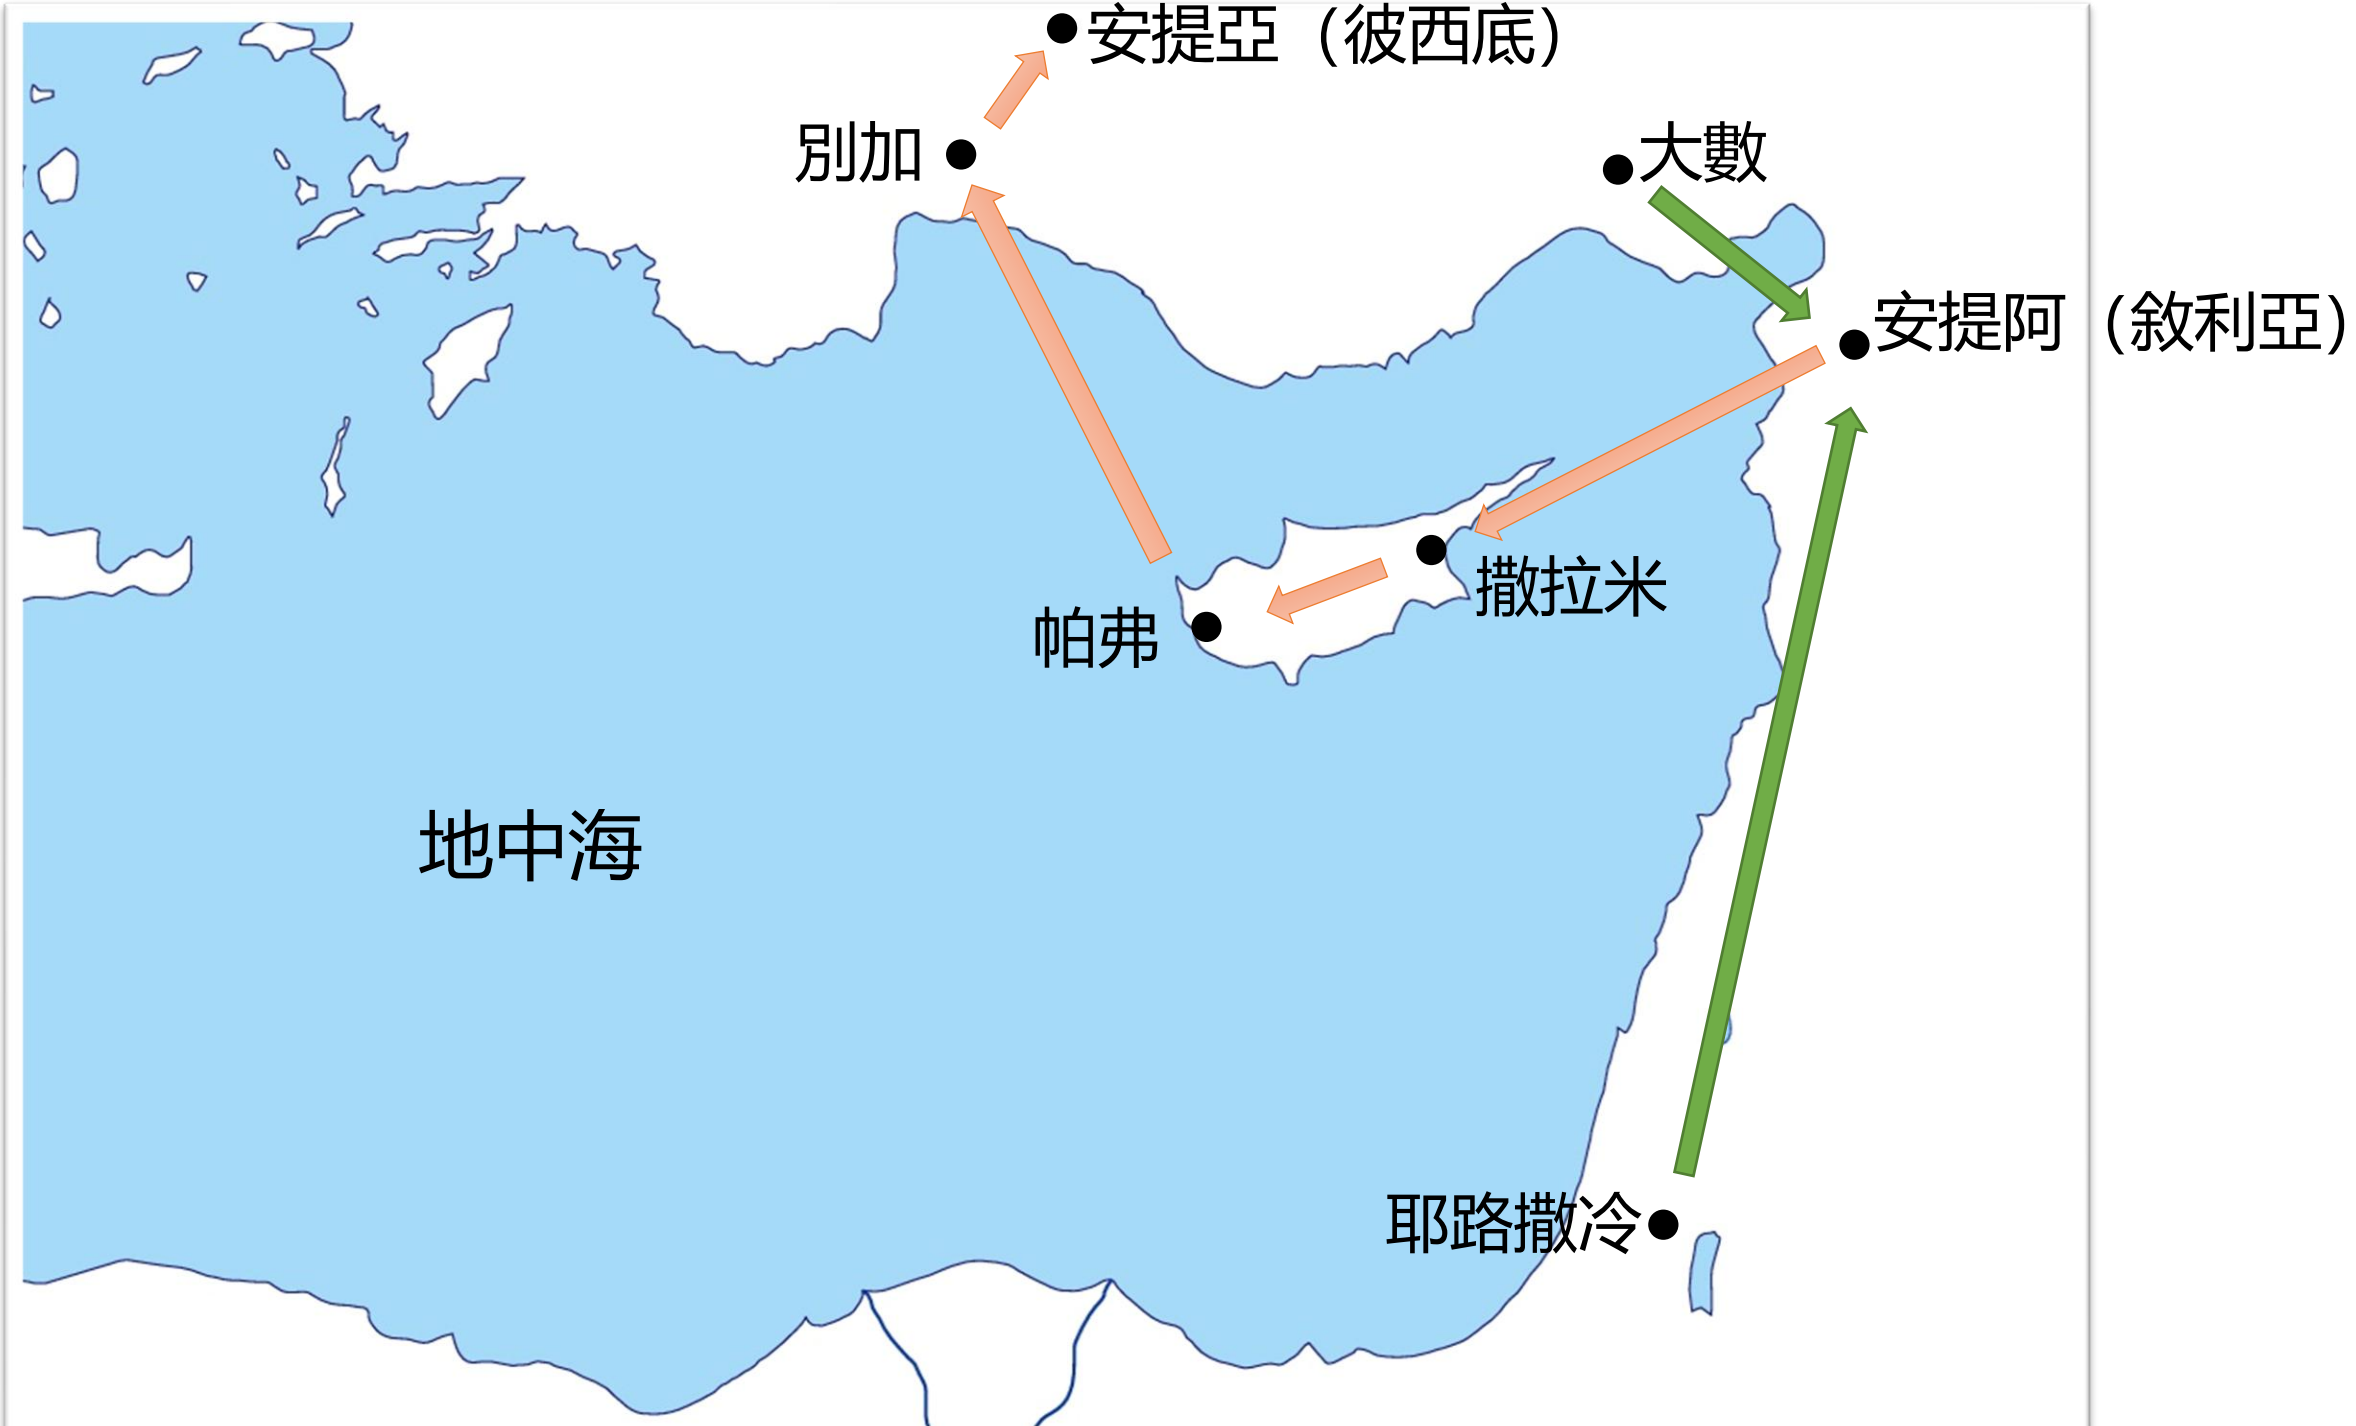 安提亞（彼西底）
別加
大數
安提阿（敘利亞）
撒拉米
帕弗
地中海
耶路撒冷